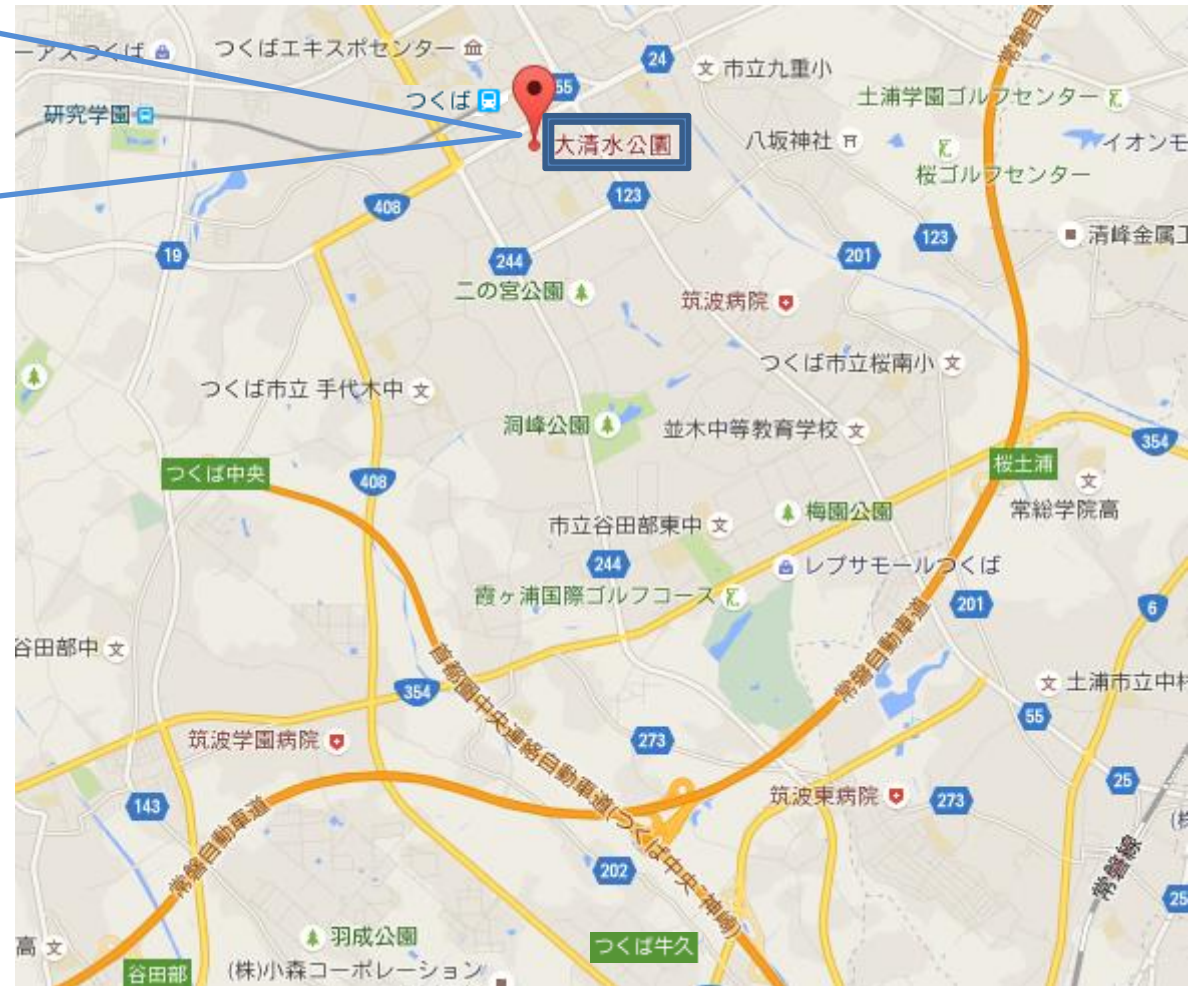 常磐自動
ーアスつくば
つくばエキスポセンター
24
市立九重小
研究学園
つくば
55
土浦学園ゴルフセンター
大清水公園
八坂神社
イオンモ
桜ゴルフセンター
408
123
19
244
201
123
清峰金属工
二の宮公園
筑波病院
つくば市立桜南小
つくば市立 手代木中
洞峰公園
並木中等教育学校
354
つくば中央
408
桜土浦
常総学院高
梅園公園
市立谷田部東中
244
レプサモールつくば
霞ヶ浦国際ゴルフコース
201
6
谷田部中
常磐自動車道
354
首都圏中央連絡自動車道(つくば中央-神崎)
土浦市立中村
55
筑波学園病院
273
25
143
筑波東病院
273
(株
常磐自動車道
202
常磐線
25
羽成公園
つくば牛久
高
谷田部
(株)小森コーポレーション